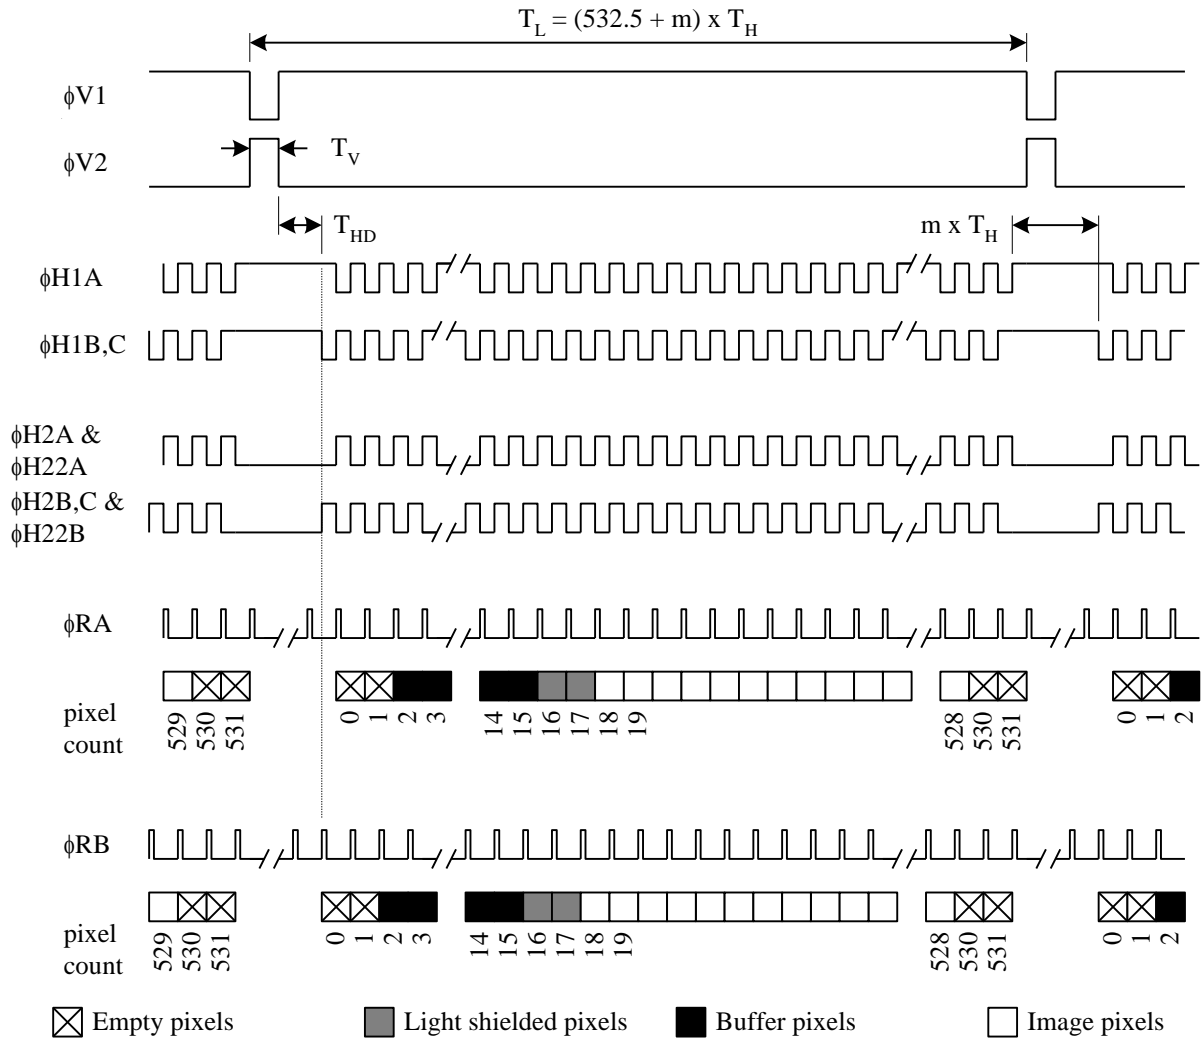 T_L = (532.5 + m) x T_H
ϕV1
ϕV2
T_V
T_HD
m x T_H
ϕH1A
ϕH1B,C
ϕH2A &
ϕH22A
ϕH2B,C &
ϕH22B
ϕRA
pixel
count
529 530 531 0 1 2 3 14 15 16 17 18 19 528 530 531 0 1 2
ϕRB
pixel
count
529 530 531 0 1 2 3 14 15 16 17 18 19 528 530 531 0 1 2
Empty pixels
Light shielded pixels
Buffer pixels
Image pixels